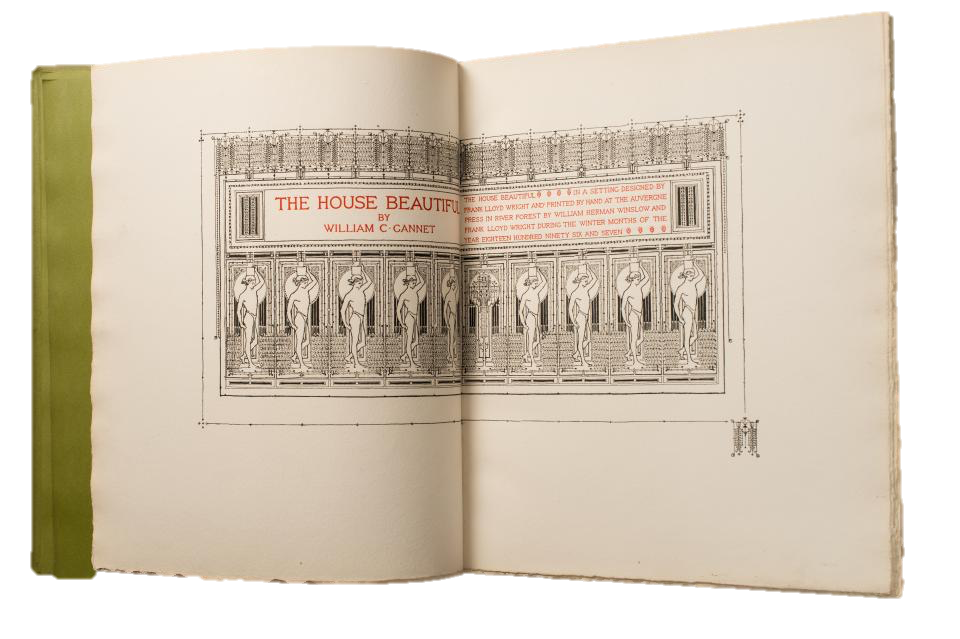 THE HOUSE BEAUTIFUL
BY
WILLIAM C·GANNET
THE HOUSE BEAUTIFUL IN A SETTING DESIGNED BY
FRANK LLOYD WRIGHT AND PRINTED BY HAND AT THE AUVERGNE
PRESS IN RIVER FOREST BY WILLIAM HERMAN WINSLOW AND
FRANK LLOYD WRIGHT DURING THE WINTER MONTHS OF THE
YEAR EIGHTEEN HUNDRED NINETY SIX AND SEVEN